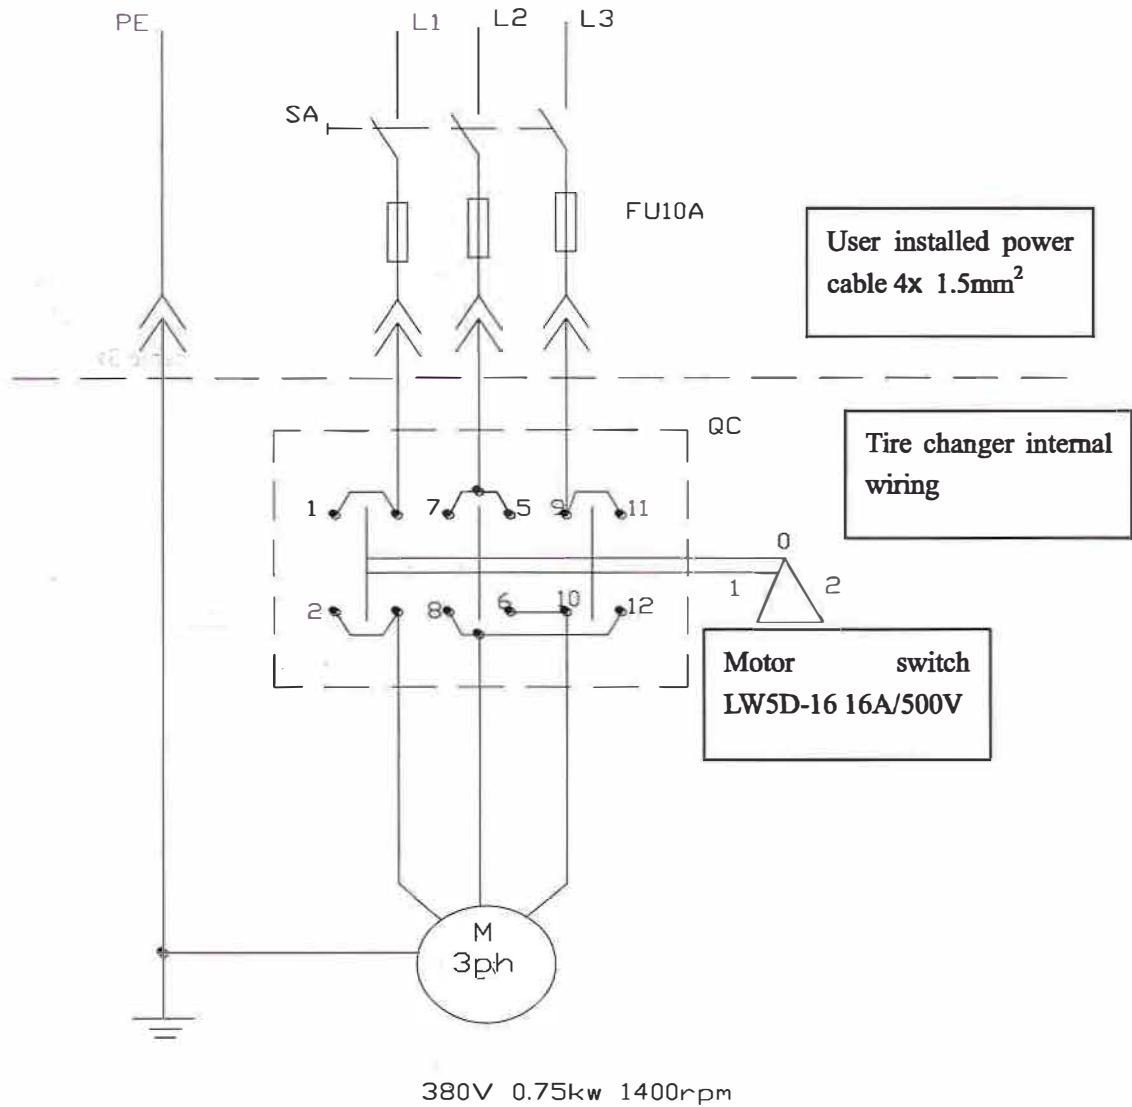 PE
L1
L2
L3
SA
FU10A
User installed power
cable 4x 1.5mm²
QC
Tire changer internal
wiring
1
7
5
9
11
0
1
2
2
8
6
10
12
Motor switch
LW5D-16 16A/500V
M
3ph
380V 0.75kw 1400rpm